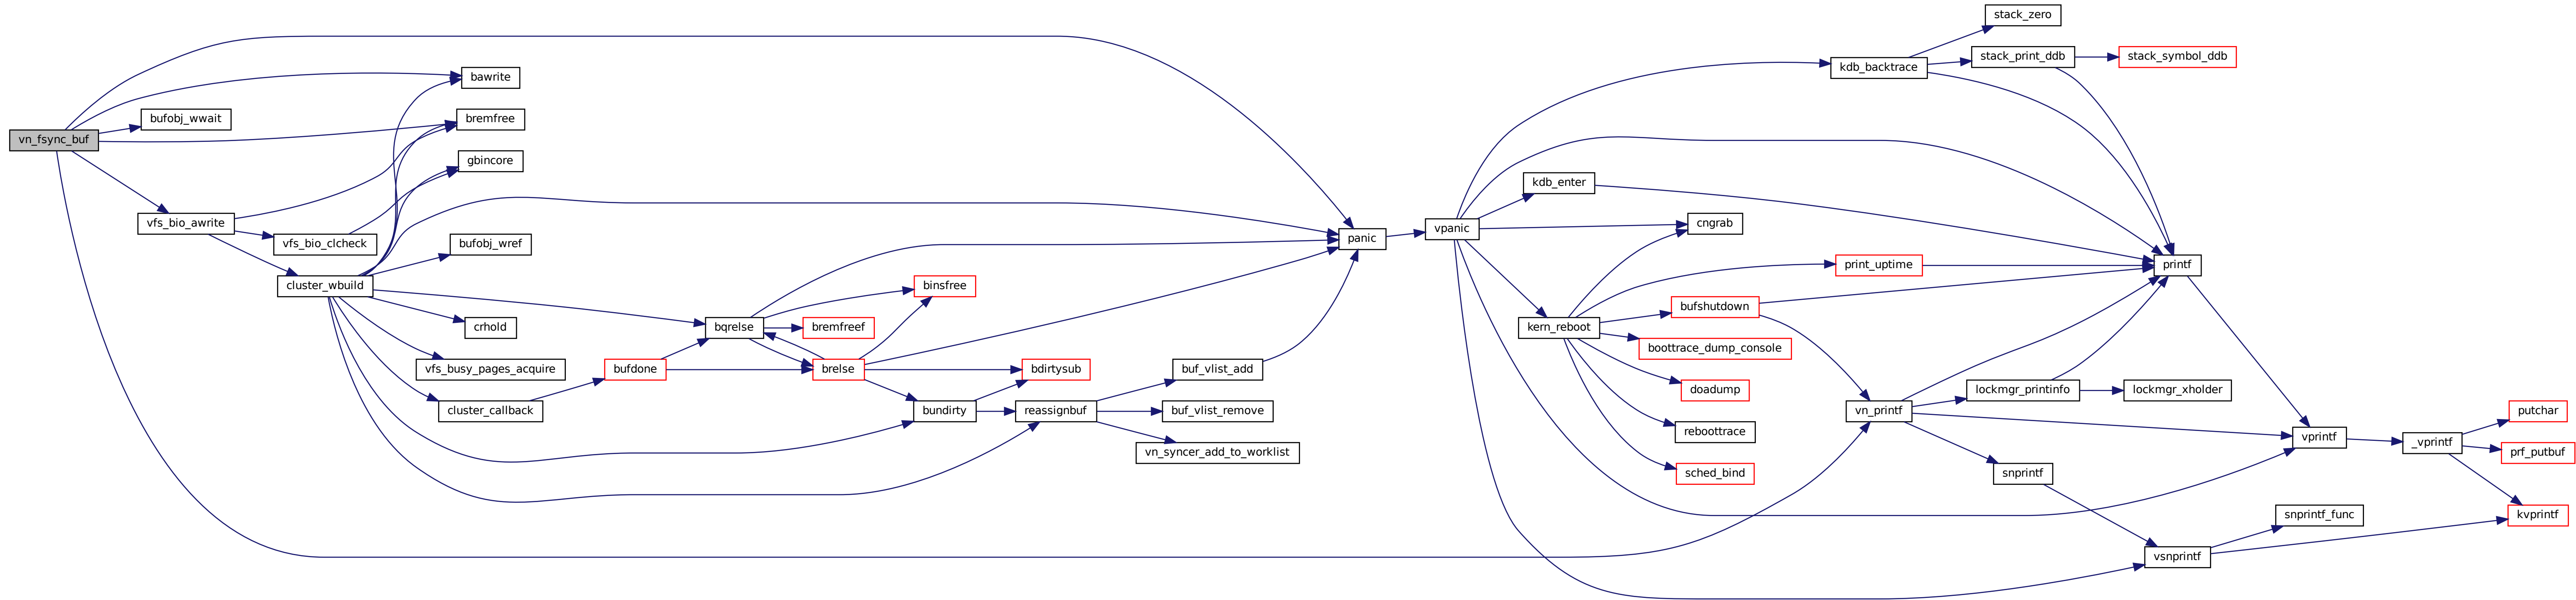 vn_fsync_buf
bawrite
bufobj_wwait
bremfree
gbincore
vfs_bio_awrite
vfs_bio_clcheck
bufobj_wref
cluster_wbuild
crhold
vfs_busy_pages_acquire
cluster_callback
bufdone
bqrelse
binsfree
bremfreef
brelse
bdirtysub
bundirty
reassignbuf
buf_vlist_add
buf_vlist_remove
vn_syncer_add_to_worklist
panic
vpanic
kdb_backtrace
stack_zero
stack_print_ddb
stack_symbol_ddb
kdb_enter
cngrab
print_uptime
printf
kern_reboot
bufshutdown
boottrace_dump_console
doadump
reboottrace
sched_bind
vn_printf
lockmgr_printinfo
lockmgr_xholder
snprintf
vsnprintf
snprintf_func
vprintf
_vprintf
putchar
prf_putbuf
kvprintf